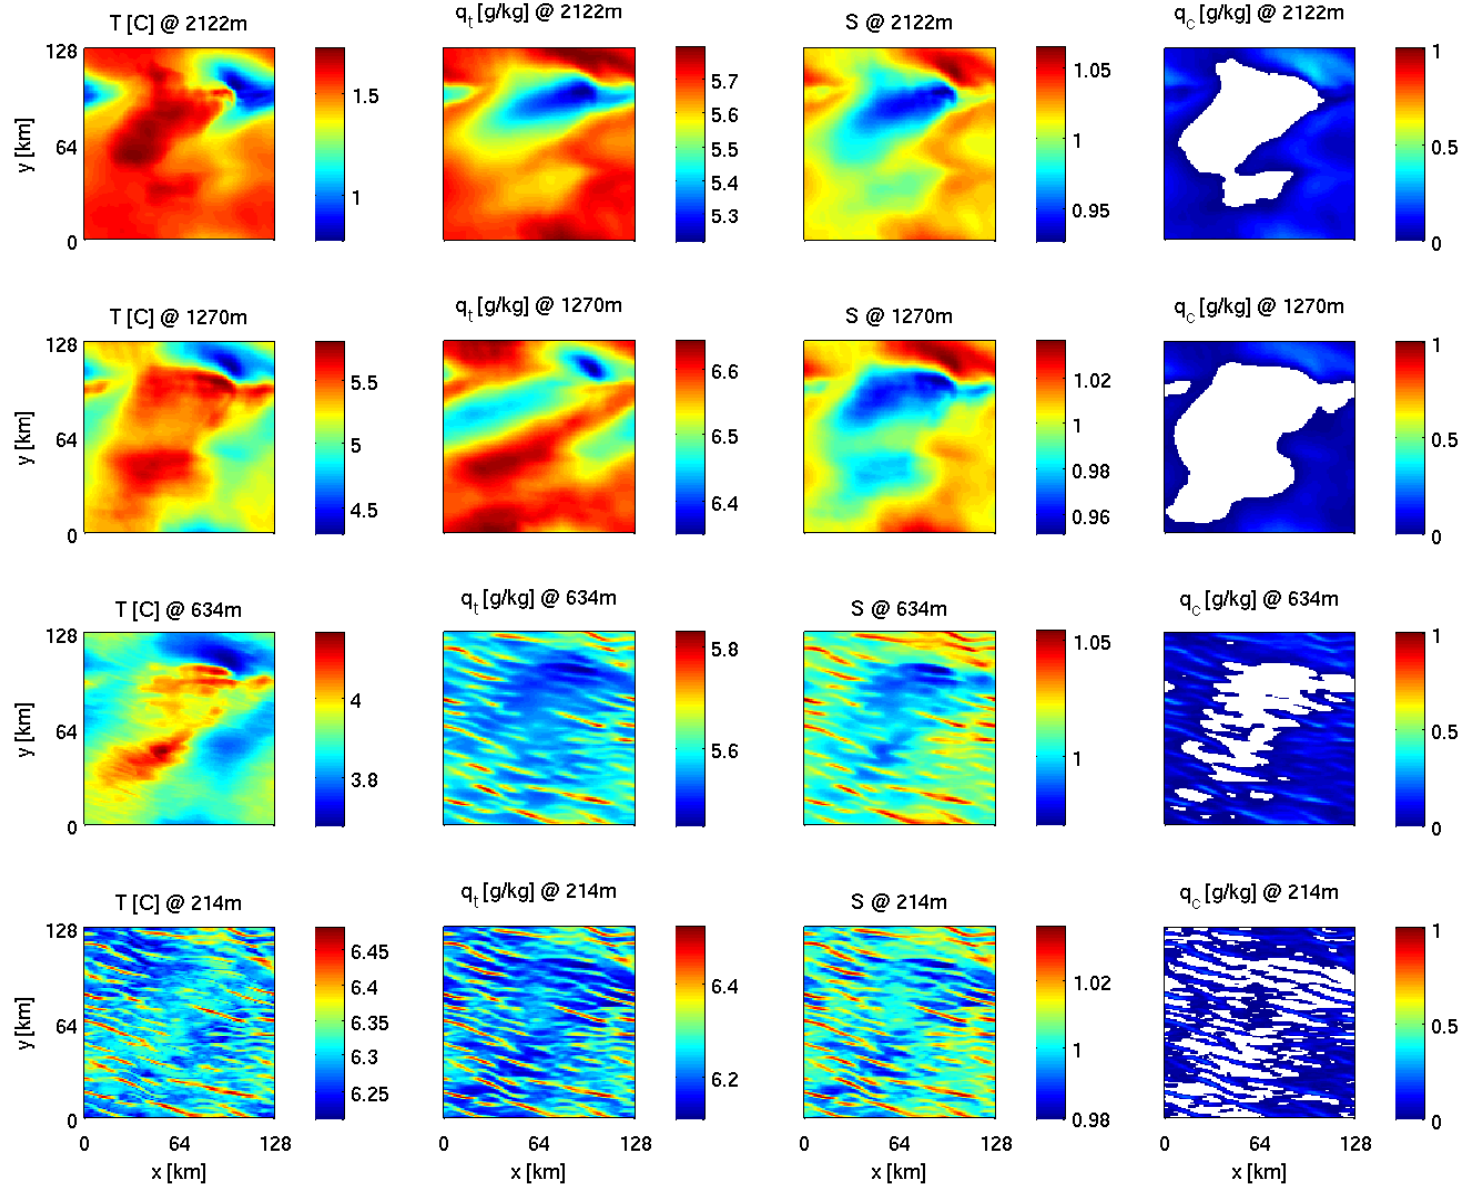 T [C] @ 2122m
q_t [g/kg] @ 2122m
S @ 2122m
q_c [g/kg] @ 2122m
128
64
0
y [km]
1.5
1
5.7
5.6
5.5
5.4
5.3
1.05
1
0.95
1
0.5
0
T [C] @ 1270m
q_t [g/kg] @ 1270m
S @ 1270m
q_c [g/kg] @ 1270m
128
64
0
y [km]
5.5
5
4.5
6.6
6.5
6.4
1.02
1
0.98
0.96
1
0.5
0
T [C] @ 634m
q_t [g/kg] @ 634m
S @ 634m
q_c [g/kg] @ 634m
128
64
0
y [km]
4
3.8
5.8
5.6
1.05
1
1
0.5
0
T [C] @ 214m
q_t [g/kg] @ 214m
S @ 214m
q_c [g/kg] @ 214m
128
64
0
y [km]
6.45
6.4
6.35
6.3
6.25
6.4
6.2
1.02
1
0.98
1
0.5
0
0 64 128
0 64 128
0 64 128
0 64 128
x [km]
x [km]
x [km]
x [km]